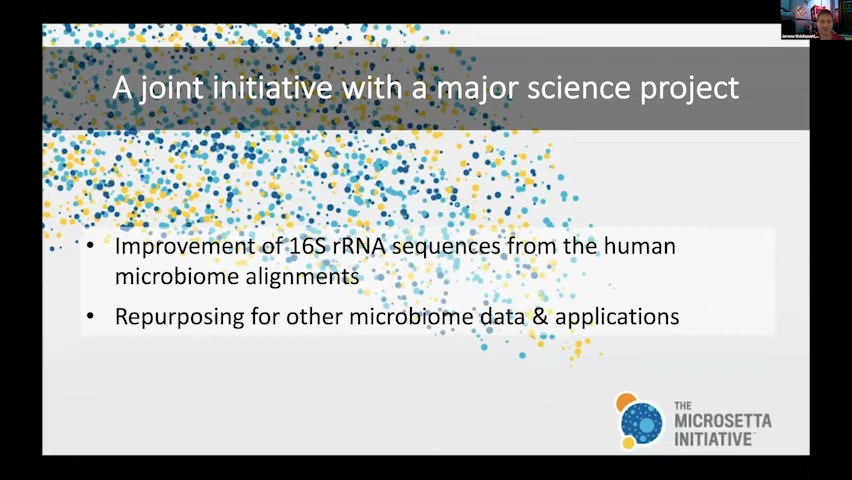 A joint initiative with a major science project
• Improvement of 16S rRNA sequences from the human
microbiome alignments
• Repurposing for other microbiome data & applications
THE
MICROSETTA
INITIATIVE